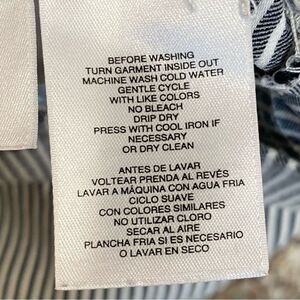 BEFORE WASHING
TURN GARMENT INSIDE OUT
MACHINE WASH COLD WATER
GENTLE CYCLE
WITH LIKE COLORS
NO BLEACH
DRIP DRY
PRESS WITH COOL IRON IF
NECESSARY
OR DRY CLEAN
ANTES DE LAVAR
VOLTEAR PRENDA AL REVÉS
LAVAR A MÁQUINA CON AGUA FRIA
CICLO SUAVE
CON COLORES SIMILARES
NO UTILIZAR CLORO
SECAR AL AIRE
PLANCHA FRIA SI ES NECESARIO
O LAVAR EN SECO